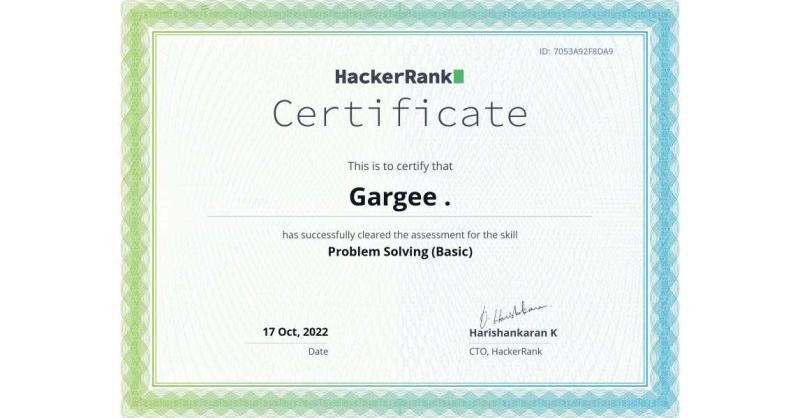 ID: 7053A92F8DA9
HackerRank
Certificate
This is to certify that
Gargee .
has successfully cleared the assessment for the skill
Problem Solving (Basic)
17 Oct, 2022
Date
Harishankaran K
CTO, HackerRank